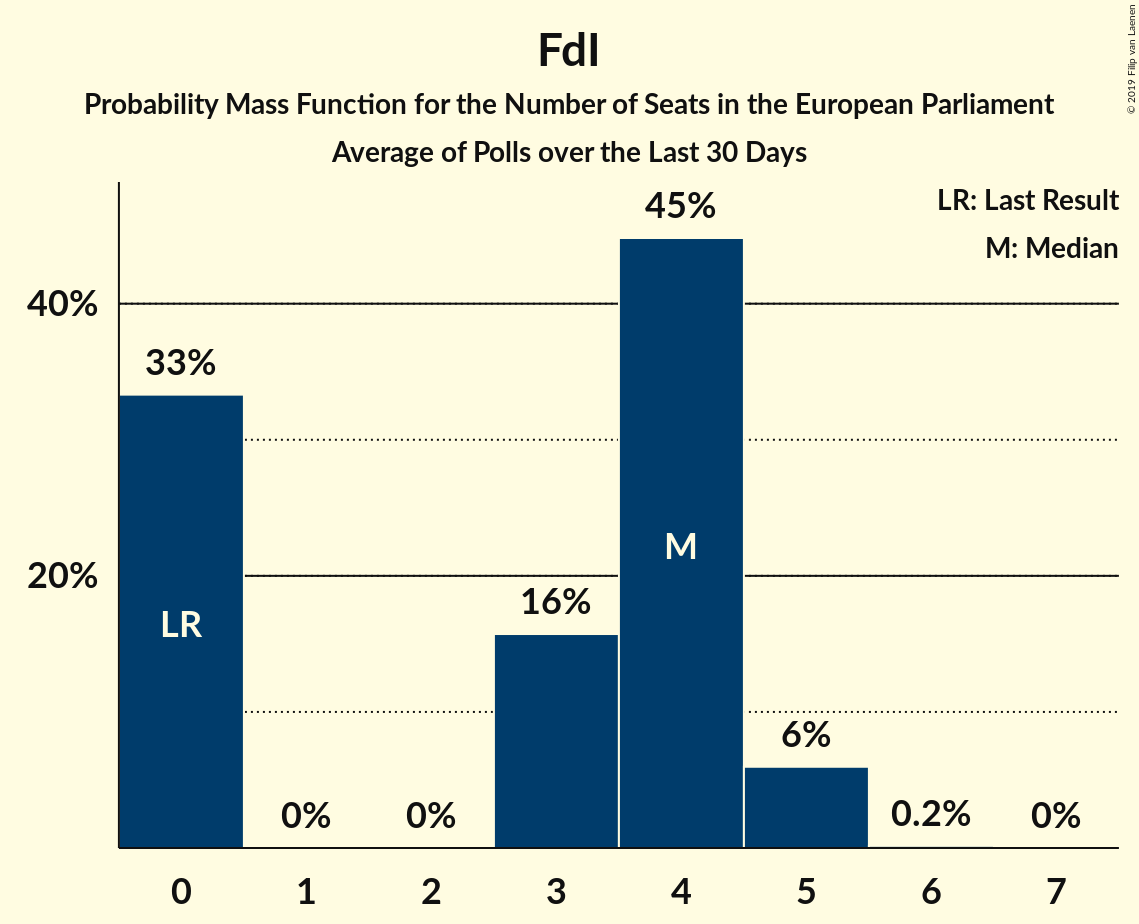 FdI
Probability Mass Function for the Number of Seats in the European Parliament
Average of Polls over the Last 30 Days
© 2019 Filip van Laenen
LR: Last Result
M: Median
45%
40%
33%
M
20%
16%
LR
6%
0%
0%
0.2%
0%
0 1 2 3 4 5 6 7